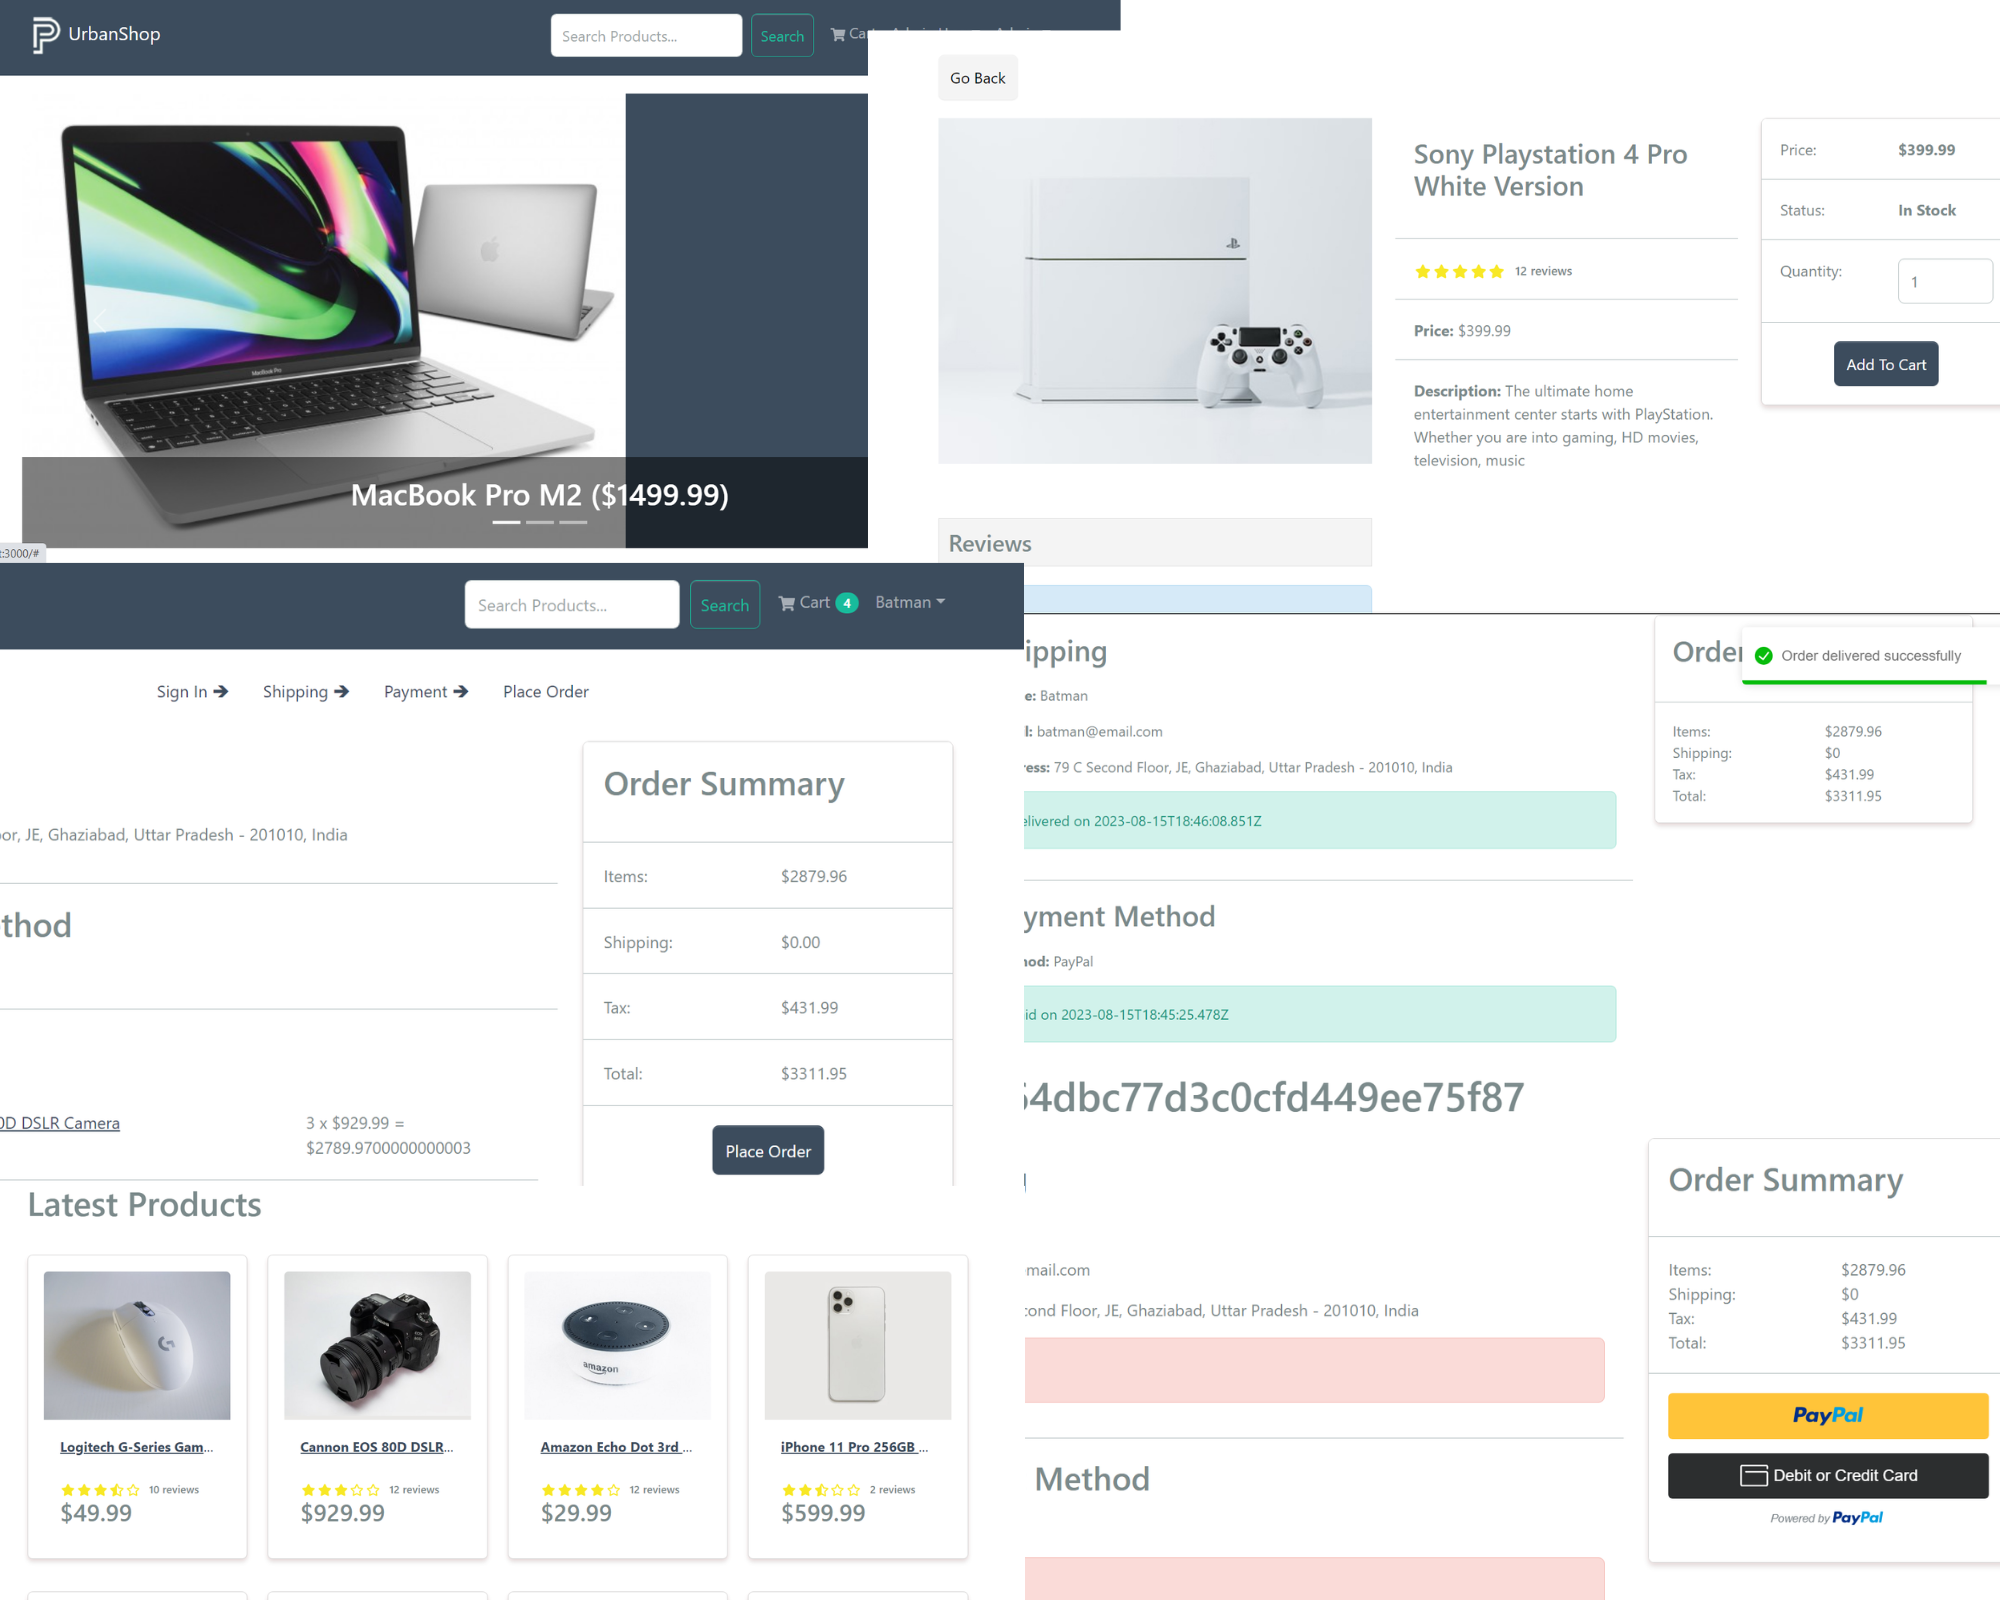 UrbanShop
Search Products...
Search
Go Back
MacBook Pro
MacBook Pro M2 ($1499.99)
t:3000/#
Sony Playstation 4 Pro
White Version
12 reviews
Price: $399.99
Description: The ultimate home
entertainment center starts with PlayStation.
Whether you are into gaming, HD movies,
television, music
Price: $399.99
Status: In Stock
Quantity: 1
Add To Cart
Reviews
Search Products...
Search
Cart 4
Batman
Sign In
Shipping
Payment
Place Order
or, JE, Ghaziabad, Uttar Pradesh - 201010, India
thod
0D DSLR Camera
3 x $929.99 =
$2789.9700000000003
Order Summary
Items: $2879.96
Shipping: $0.00
Tax: $431.99
Total: $3311.95
Place Order
ipping
e: Batman
l: batman@email.com
ress: 79 C Second Floor, JE, Ghaziabad, Uttar Pradesh - 201010, India
elivered on 2023-08-15T18:46:08.851Z
yment Method
hod: PayPal
id on 2023-08-15T18:45:25.478Z
Order
Order delivered successfully
Items: $2879.96
Shipping: $0
Tax: $431.99
Total: $3311.95
64dbc77d3c0cfd449ee75f87
mail.com
cond Floor, JE, Ghaziabad, Uttar Pradesh - 201010, India
Method
Order Summary
Items: $2879.96
Shipping: $0
Tax: $431.99
Total: $3311.95
PayPal
Debit or Credit Card
Powered by PayPal
Latest Products
amazon
Logitech G-Series Gam...
10 reviews
$49.99
Cannon EOS 80D DSLR...
12 reviews
$929.99
Amazon Echo Dot 3rd ...
12 reviews
$29.99
iPhone 11 Pro 256GB ...
2 reviews
$599.99